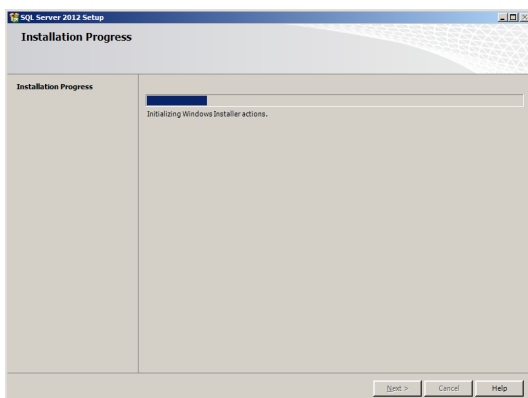 SQL Server 2012 Setup
Installation Progress
Installation Progress
Initializing Windows Installer actions.
Next >
Cancel
Help